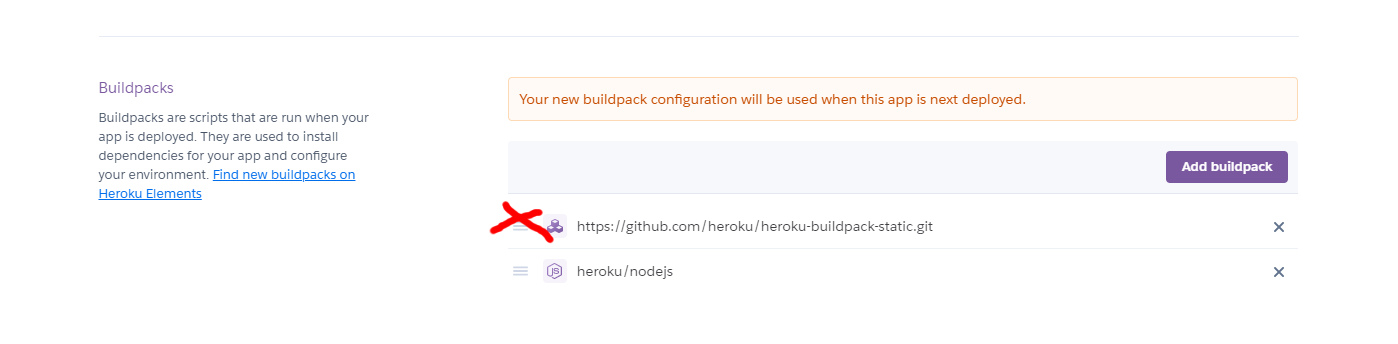 Buildpacks
Buildpacks are scripts that are run when your
app is deployed. They are used to install
dependencies for your app and configure
your environment. Find new buildpacks on
Heroku Elements
Your new buildpack configuration will be used when this app is next deployed.
Add buildpack
https://github.com/heroku/heroku-buildpack-static.git
JS heroku/nodejs